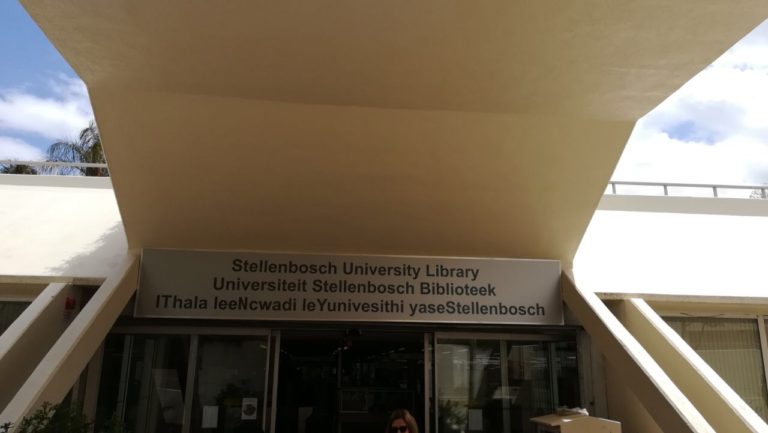 Stellenbosch University Library
Universiteit Stellenbosch Biblioteek
IThala leeNcwadi leYunivesithi yaseStellenbosch